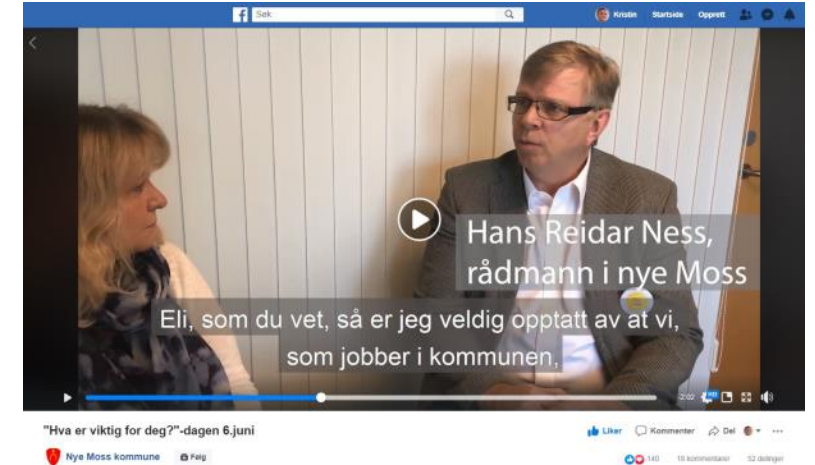 Søk
Kristin Startside Opprett
Hans Reidar Ness,
rådmann i nye Moss
Eli, som du vet, så er jeg veldig opptatt av at vi,
som jobber i kommunen,
-2:02
"Hva er viktig for deg?"-dagen 6.juni
Liker Kommenter Del
Nye Moss kommune Følg
140 18 kommentarer 52 delinger